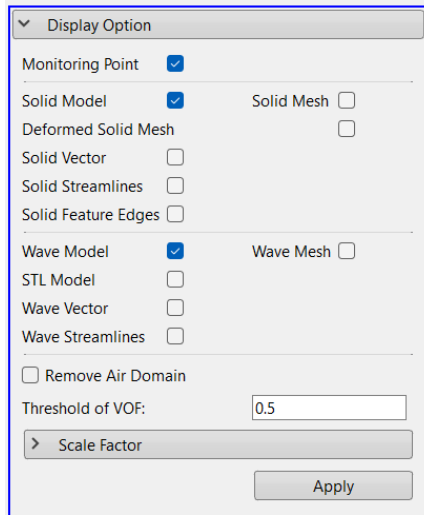 Display Option
Monitoring Point
Solid Model Solid Mesh
Deformed Solid Mesh
Solid Vector
Solid Streamlines
Solid Feature Edges
Wave Model Wave Mesh
STL Model
Wave Vector
Wave Streamlines
Remove Air Domain
Threshold of VOF: 0.5
Scale Factor
Apply